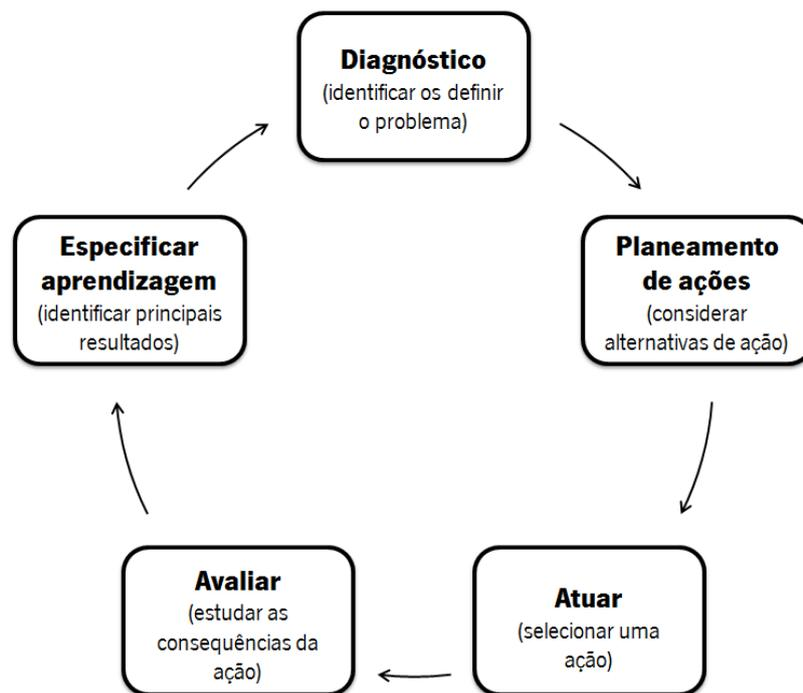 Diagnóstico
(identificar os definir
o problema)
Planeamento
de ações
(considerar
alternativas de ação)
Atuar
(selecionar uma
ação)
Avaliar
(estudar as
consequências da
ação)
Especificar
aprendizagem
(identificar principais
resultados)